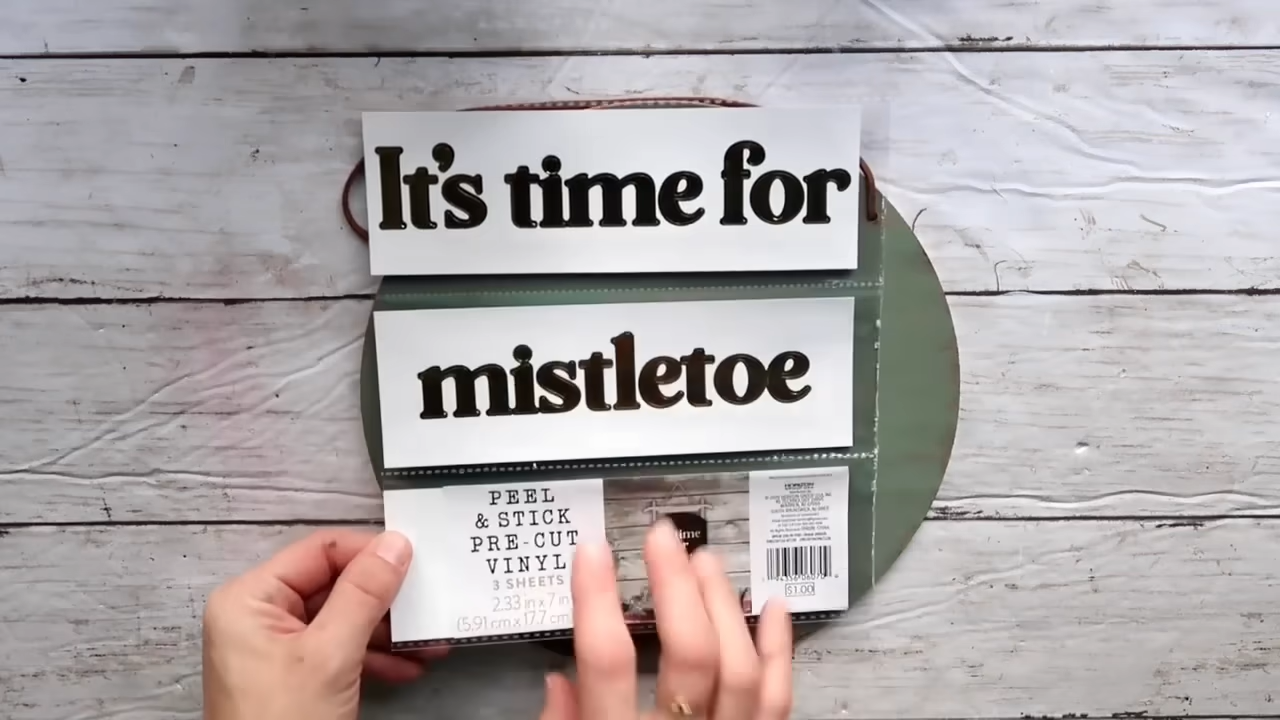 It's time for
mistletoe
PEEL
& STICK
PRE-CUT
VINYL
3 SHEETS
2.33 in x 7 in
(5.91 cm x 17.7 cm
HORIZON
$1.00